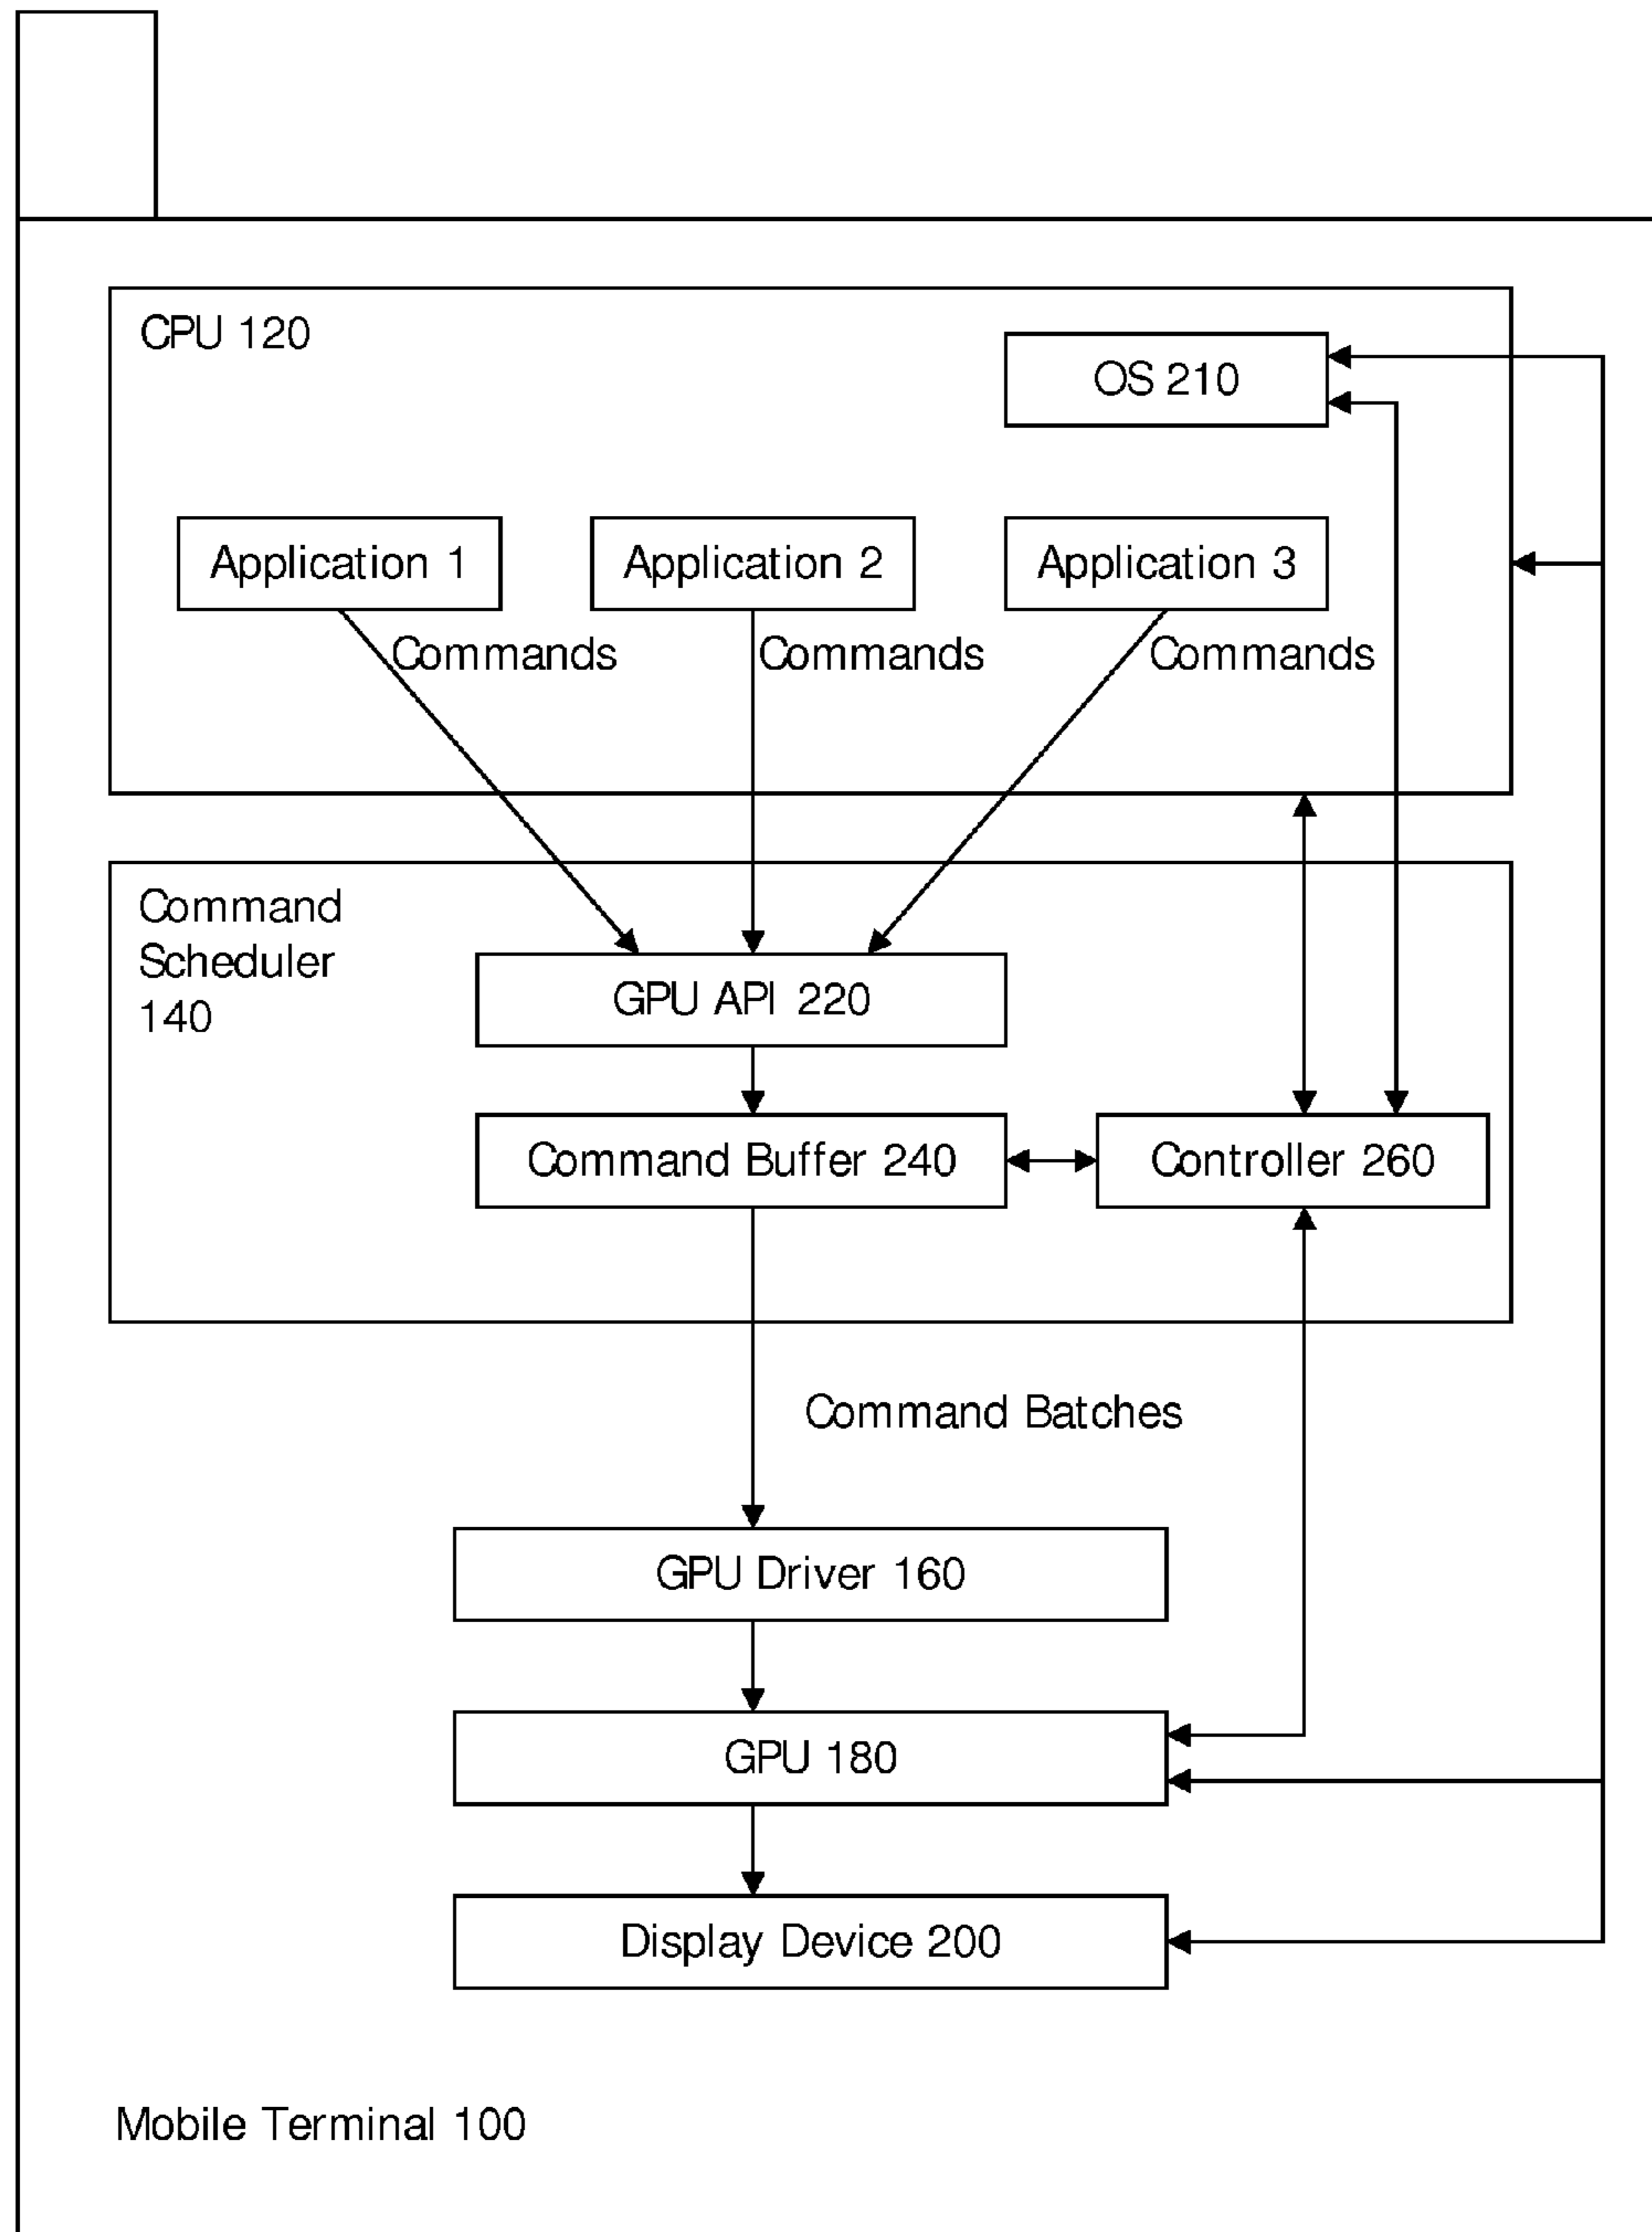 CPU 120
OS 210
Application 1
Application 2
Application 3
Commands
Commands
Commands
Command
Scheduler
140
GPU API 220
Command Buffer 240
Controller 260
Command Batches
GPU Driver 160
GPU 180
Display Device 200
Mobile Terminal 100